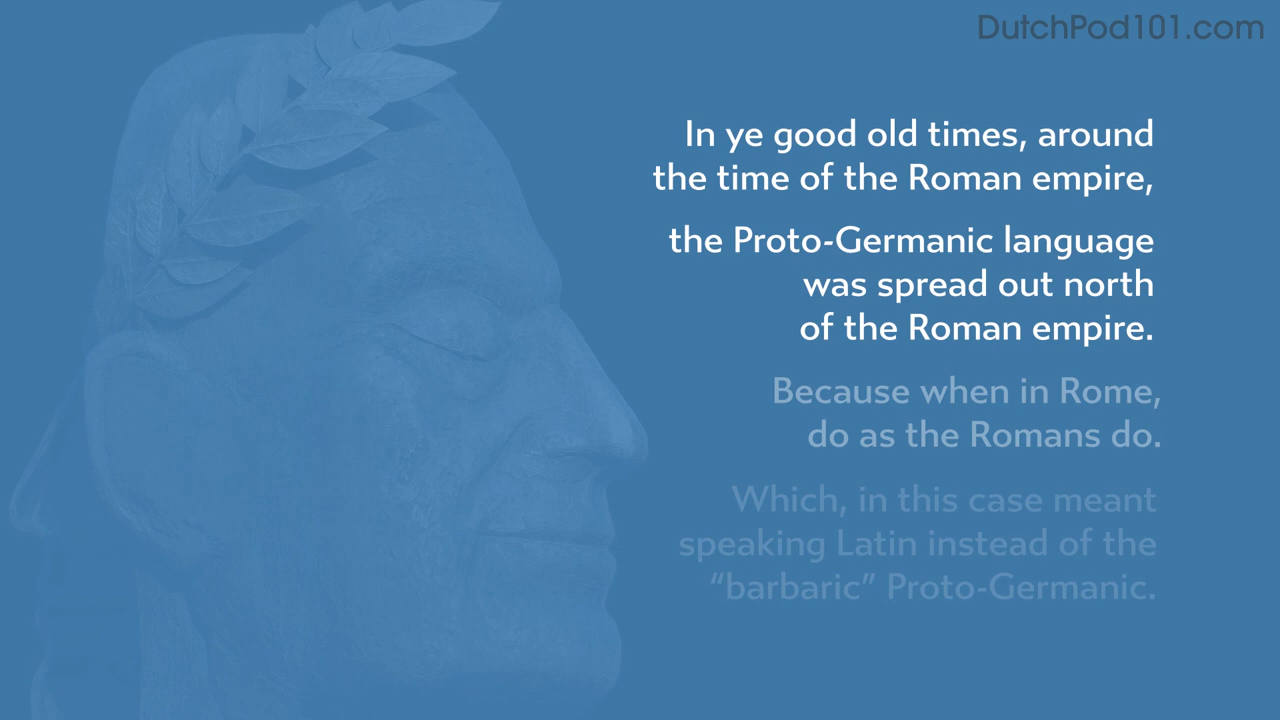 DutchPod101.com
In ye good old times, around
the time of the Roman empire,
the Proto-Germanic language
was spread out north
of the Roman empire.
Because when in Rome,
do as the Romans do.
Which, in this case meant
speaking Latin instead of the
“barbaric” Proto-Germanic.